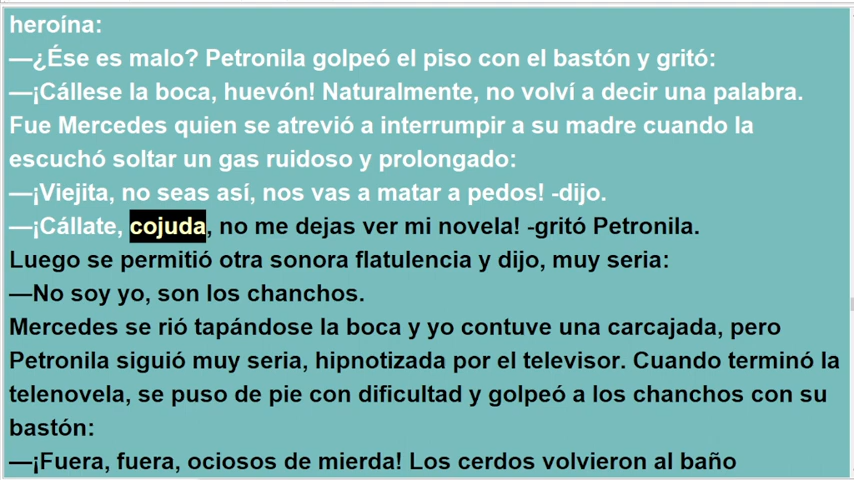 heroína:
—¿Ése es malo? Petronila golpeó el piso con el bastón y gritó:
—¡Cállese la boca, huevón! Naturalmente, no volví a decir una palabra.
Fue Mercedes quien se atrevió a interrumpir a su madre cuando la
escuchó soltar un gas ruidoso y prolongado:
—¡Viejita, no seas así, nos vas a matar a pedos! -dijo.
—¡Cállate, cojuda, no me dejas ver mi novela! -gritó Petronila.
Luego se permitió otra sonora flatulencia y dijo, muy seria:
—No soy yo, son los chanchos.
Mercedes se rió tapándose la boca y yo contuve una carcajada, pero
Petronila siguió muy seria, hipnotizada por el televisor. Cuando terminó la
telenovela, se puso de pie con dificultad y golpeó a los chanchos con su
bastón:
—¡Fuera, fuera, ociosos de mierda! Los cerdos volvieron al baño